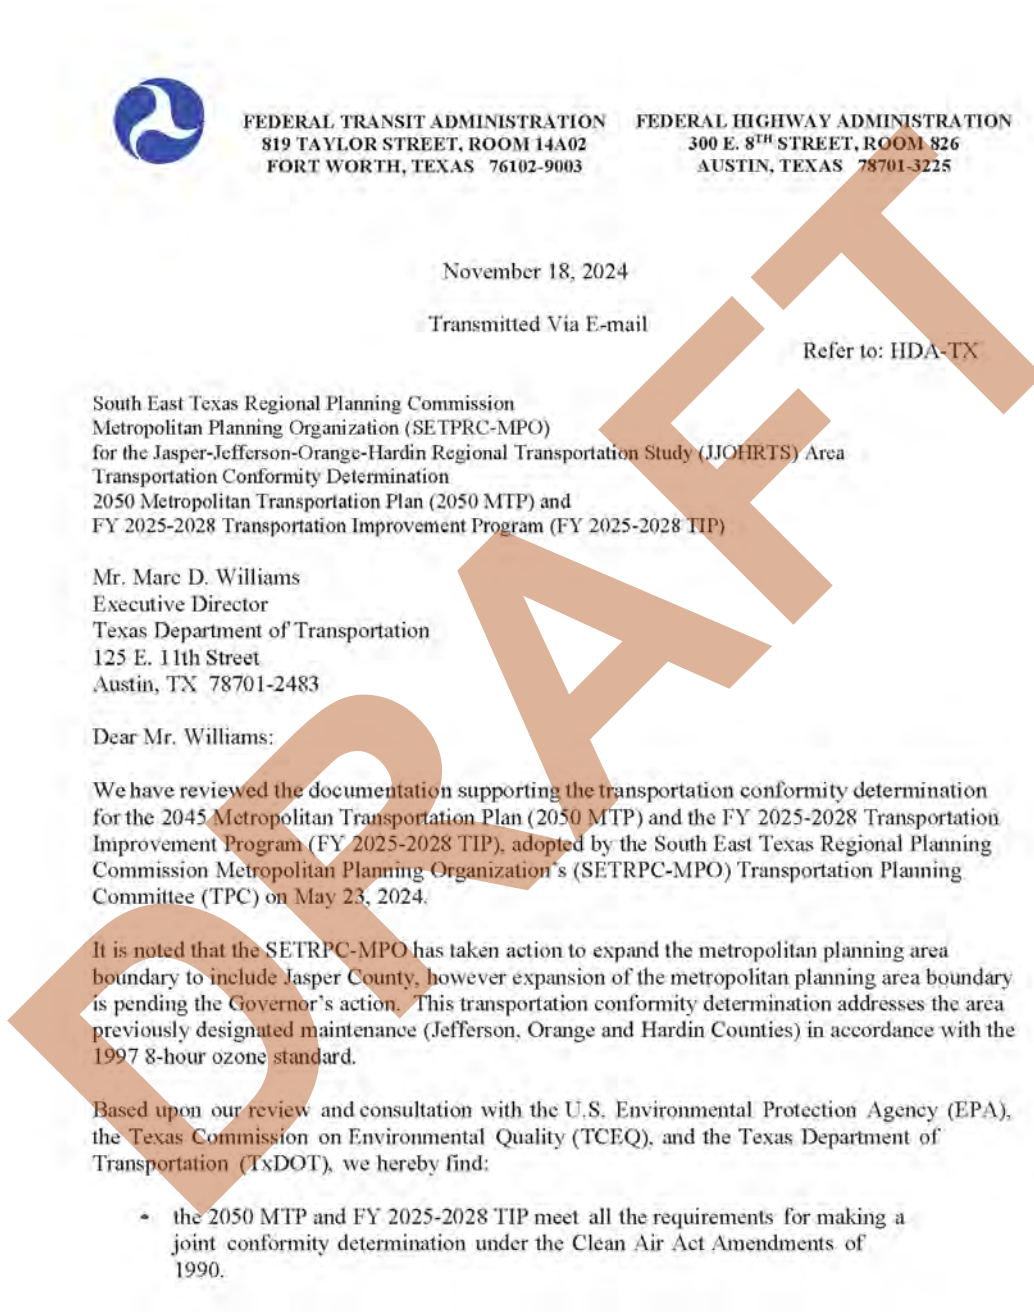 FEDERAL TRANSIT ADMINISTRATION
819 TAYLOR STREET, ROOM 14A02
FORT WORTH, TEXAS 76102-9003
FEDERAL HIGHWAY ADMINISTRATION
300 E. 8TH STREET, ROOM 826
AUSTIN, TEXAS 78701-3225
November 18, 2024
Transmitted Via E-mail
Refer to: HDA-TX
South East Texas Regional Planning Commission
Metropolitan Planning Organization (SETPRC-MPO)
for the Jasper-Jefferson-Orange-Hardin Regional Transportation Study (JJOHRTS) Area
Transportation Conformity Determination
2050 Metropolitan Transportation Plan (2050 MTP) and
FY 2025-2028 Transportation Improvement Program (FY 2025-2028 TIP)
Mr. Marc D. Williams
Executive Director
Texas Department of Transportation
125 E. 11th Street
Austin, TX 78701-2483
Dear Mr. Williams:
We have reviewed the documentation supporting the transportation conformity determination
for the 2045 Metropolitan Transportation Plan (2050 MTP) and the FY 2025-2028 Transportation
Improvement Program (FY 2025-2028 TIP), adopted by the South East Texas Regional Planning
Commission Metropolitan Planning Organization's (SETRPC-MPO) Transportation Planning
Committee (TPC) on May 23, 2024.
It is noted that the SETRPC-MPO has taken action to expand the metropolitan planning area
boundary to include Jasper County, however expansion of the metropolitan planning area boundary
is pending the Governor's action. This transportation conformity determination addresses the area
previously designated maintenance (Jefferson, Orange and Hardin Counties) in accordance with the
1997 8-hour ozone standard.
Based upon our review and consultation with the U.S. Environmental Protection Agency (EPA),
the Texas Commission on Environmental Quality (TCEQ), and the Texas Department of
Transportation (TxDOT), we hereby find:
- the 2050 MTP and FY 2025-2028 TIP meet all the requirements for making a
joint conformity determination under the Clean Air Act Amendments of
1990.
DRAFT